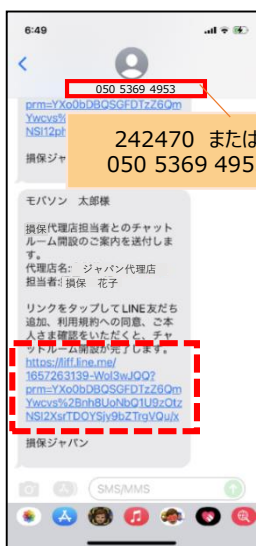 6:49
050 5369 4953
prm=YXo0bDBQSGFDTzZ6Qm
242470 または
050 5369 495
損保ジャ
モパソン 太郎様
損保代理店担当者とのチャット
ルーム開設のご案内を送付しま
す。
代理店名: ジャパン代理店
担当者: 損保 花子
リンクをタップしてLINE友だち
追加、利用規約への同意、ご本
人さま確認をいただくと、チャ
ットルーム開設が完了します。
https://liff.line.me/
1657263139-Wol3wJQQ?
prm=YXo0bDBQSGFDTzZ6Qm
Ywcvs%2Bnh8UoNbQ1U9zOtz
NSI2XsrTDOYSjy9bZTrgVQu/x
損保ジャパン
SMS/MMS